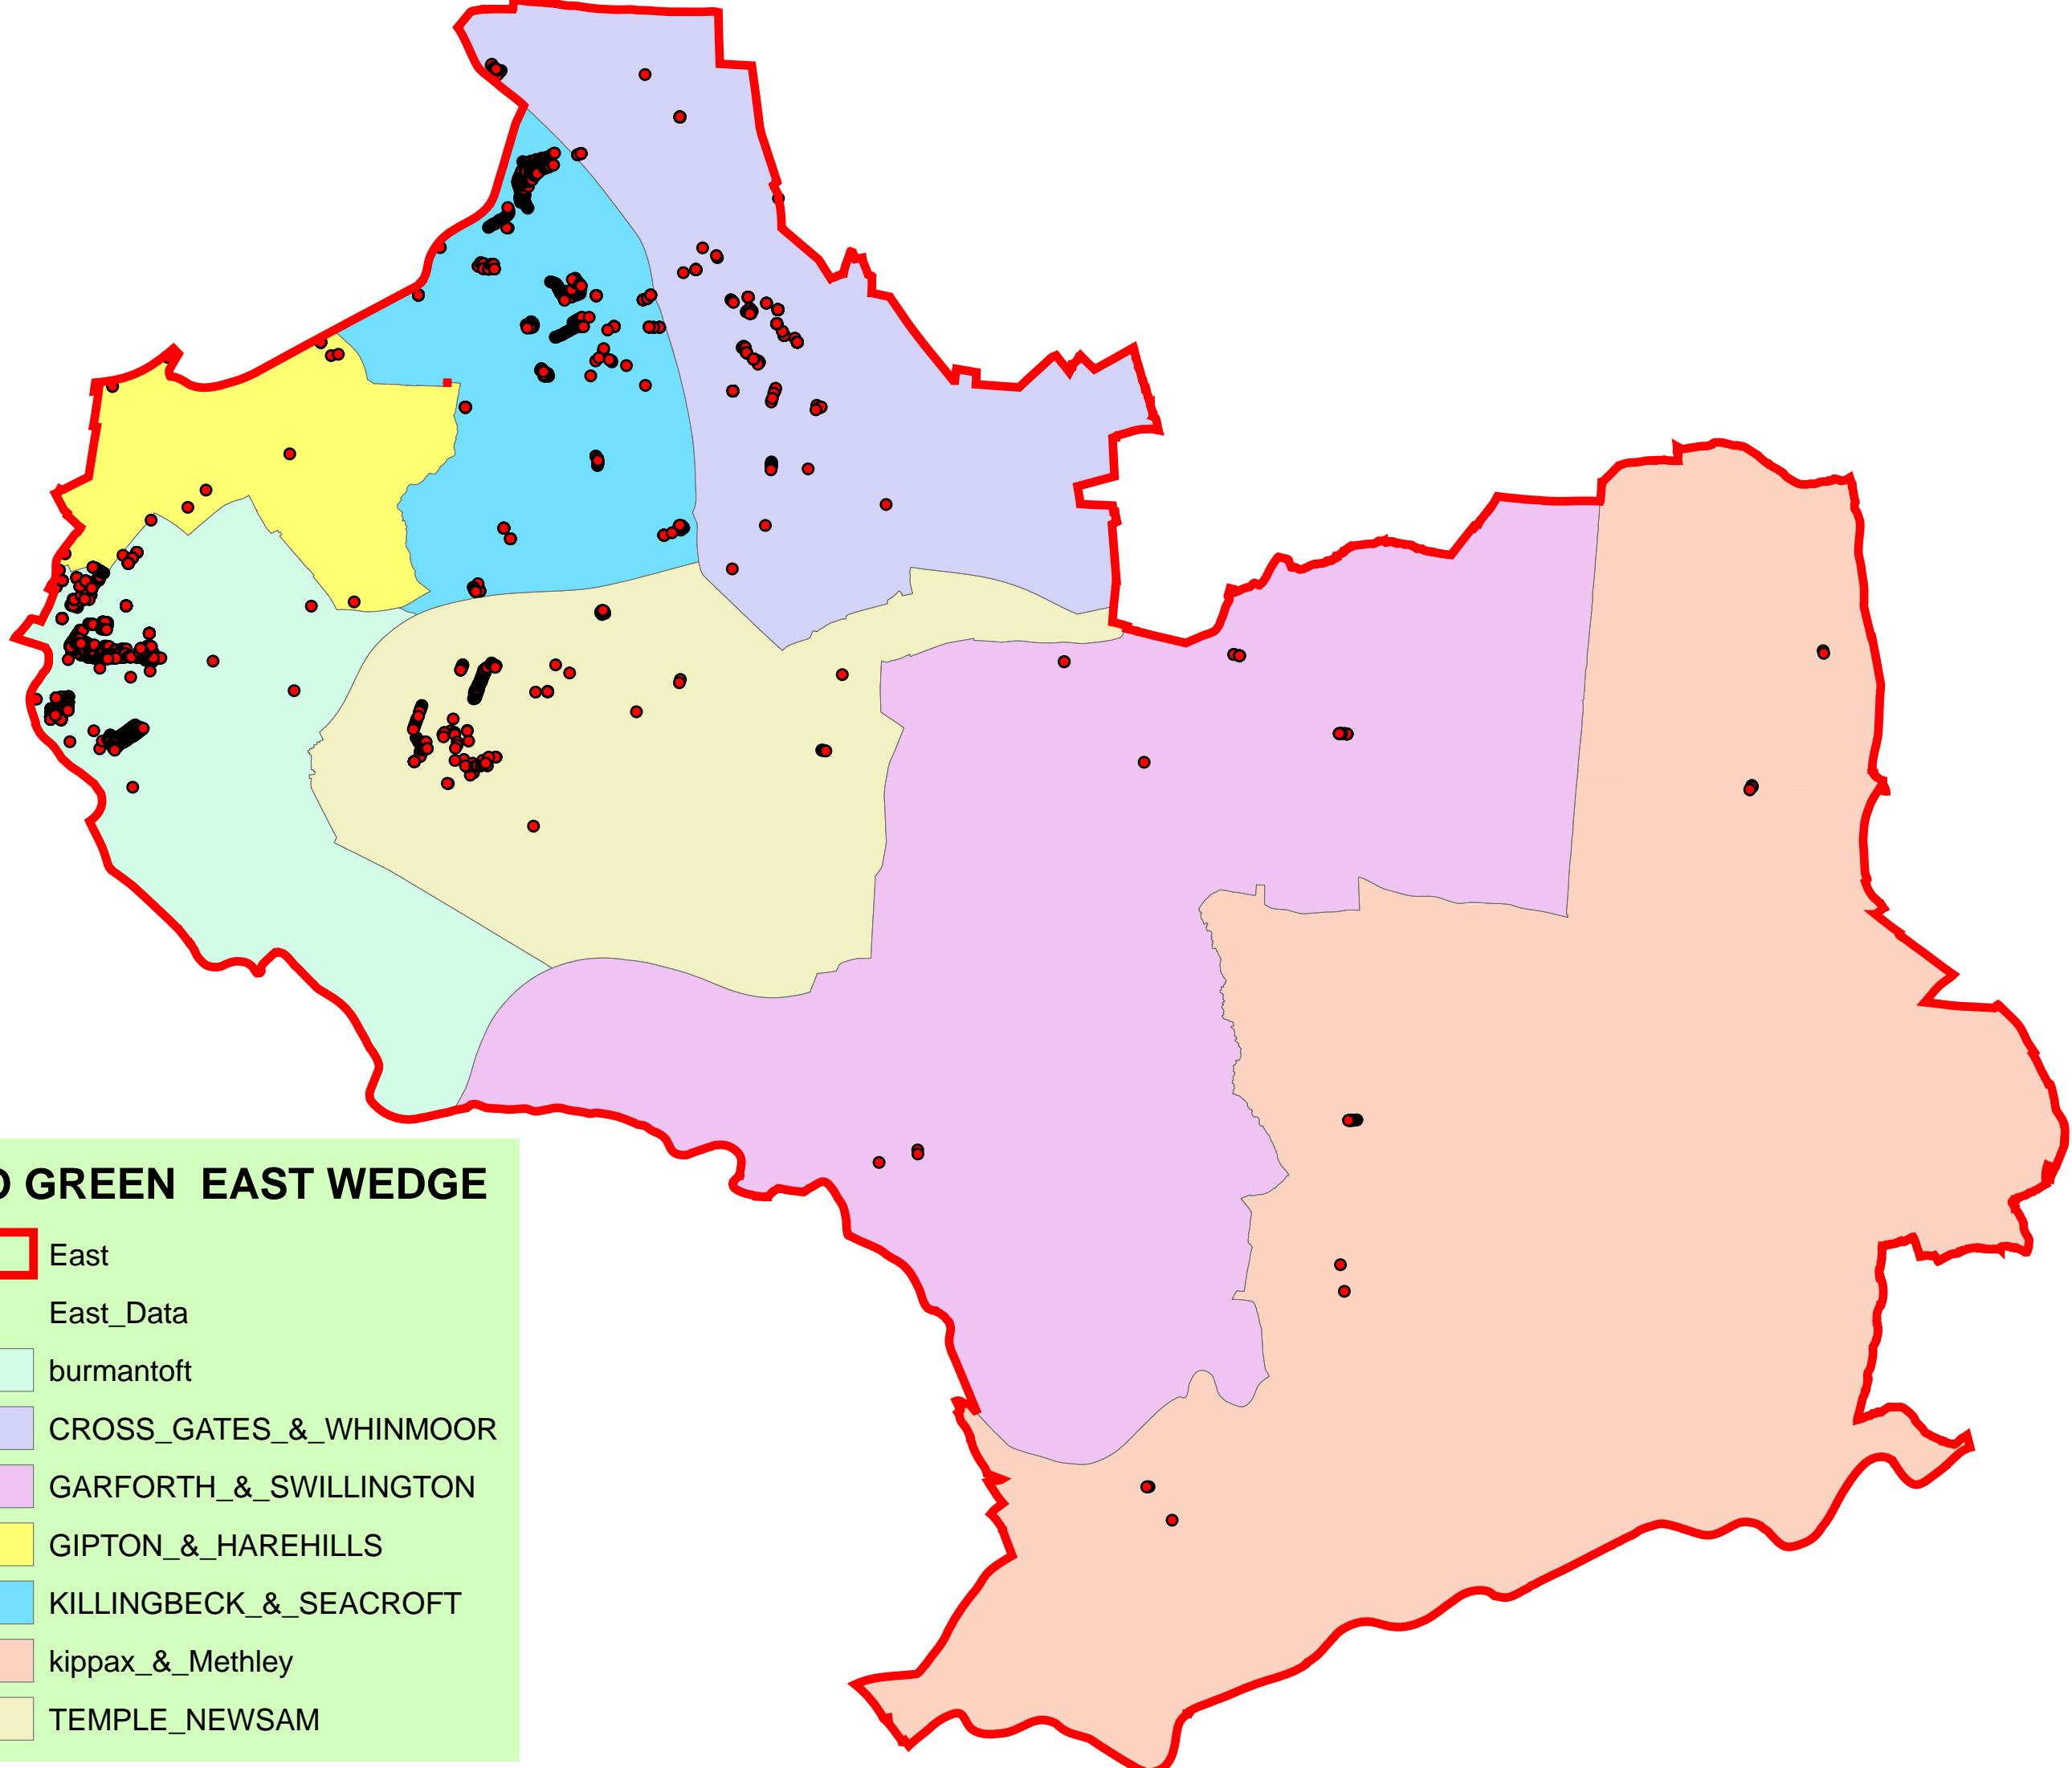 GREEN EAST WEDGE
East
East_Data
burmantoft
CROSS_GATES_&_WHINMOOR
GARFORTH_&_SWILLINGTON
GIPTON_&_HAREHILLS
KILLINGBECK_&_SEACROFT
kippax_&_Methley
TEMPLE_NEWSAM